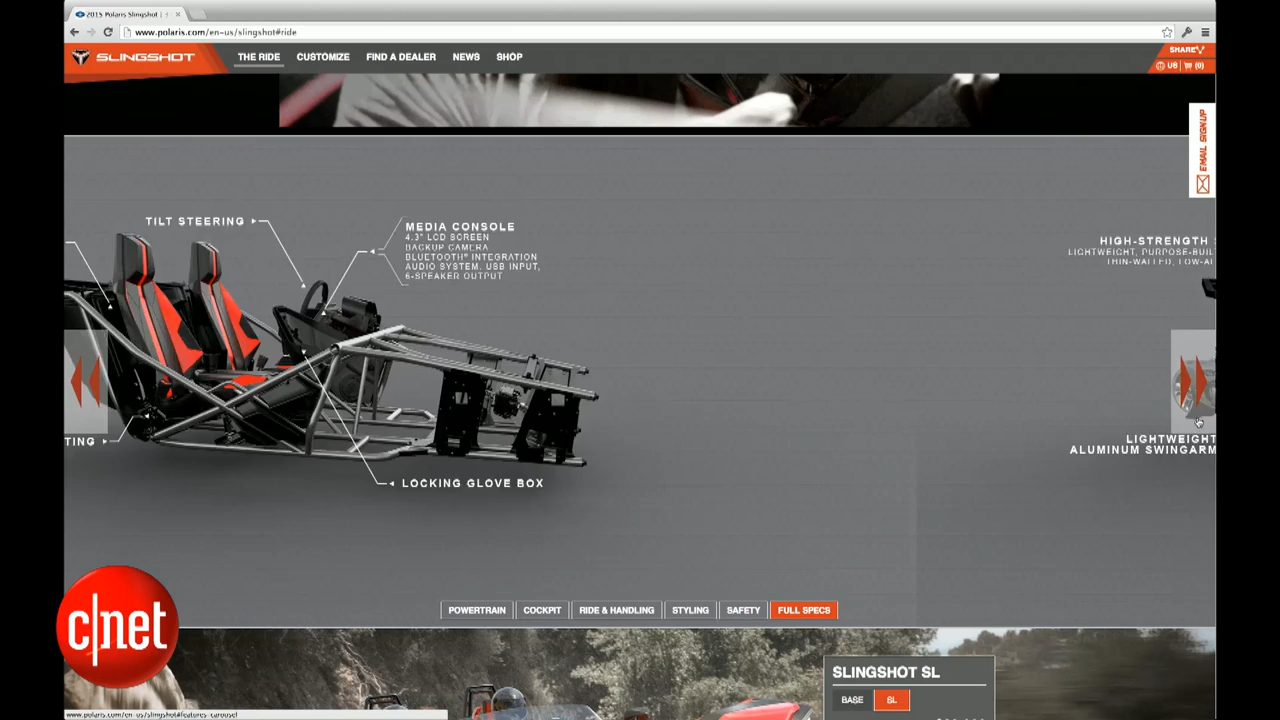 2015 Polaris Slingshot |
www.polaris.com/en-us/slingshot#ride
SLINGSHOT
THE RIDE
CUSTOMIZE
FIND A DEALER
NEWS
SHOP
SHARE
US | (0)
EMAIL SIGN UP
TILT STEERING
MEDIA CONSOLE
4.3" LCD SCREEN
BACKUP CAMERA
BLUETOOTH® INTEGRATION
AUDIO SYSTEM, USB INPUT,
6-SPEAKER OUTPUT
HIGH-STRENGTH
LIGHTWEIGHT, PURPOSE-BUIL
THIN-WALLED, LOW-AL
TING
LIGHTWEIGHT
ALUMINUM SWINGARM
LOCKING GLOVE BOX
POWERTRAIN
COCKPIT
RIDE & HANDLING
STYLING
SAFETY
FULL SPECS
c|net
SLINGSHOT SL
BASE
SL
www.polaris.com/en-us/slingshot#features-carousel